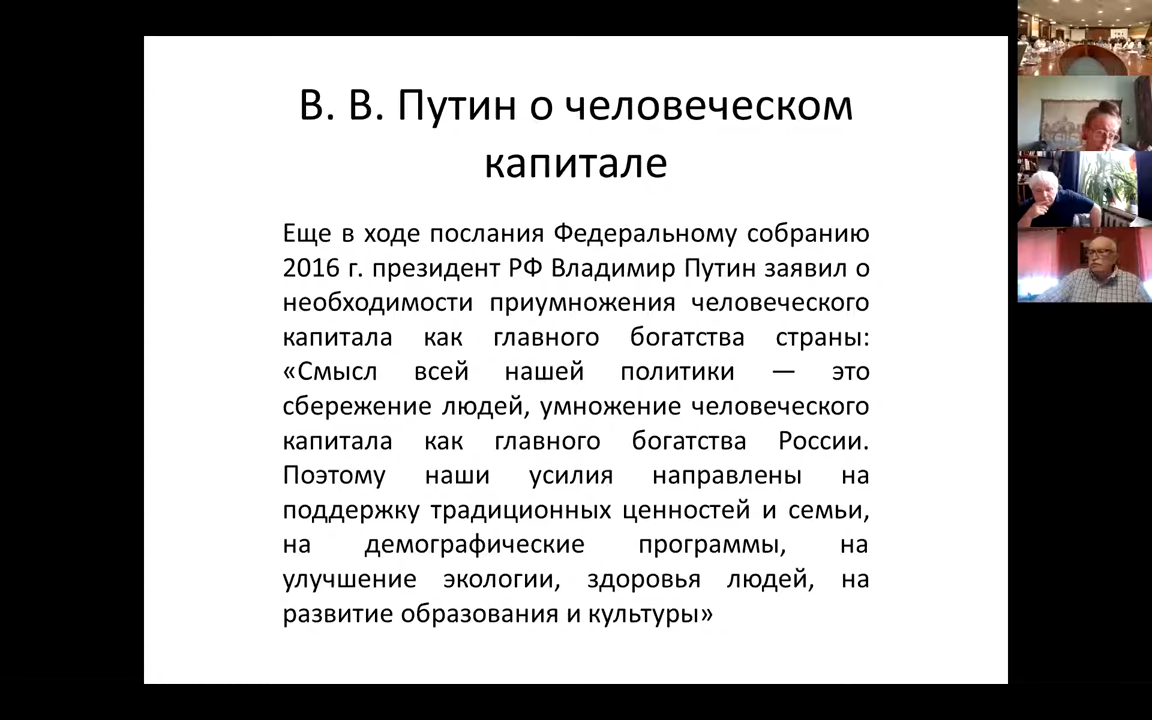 В. В. Путин о человеческом
капитале
Еще в ходе послания Федеральному собранию
2016 г. президент РФ Владимир Путин заявил о
необходимости приумножения человеческого
капитала как главного богатства страны:
«Смысл всей нашей политики — это
сбережение людей, умножение человеческого
капитала как главного богатства России.
Поэтому наши усилия направлены на
поддержку традиционных ценностей и семьи,
на демографические программы, на
улучшение экологии, здоровья людей, на
развитие образования и культуры»